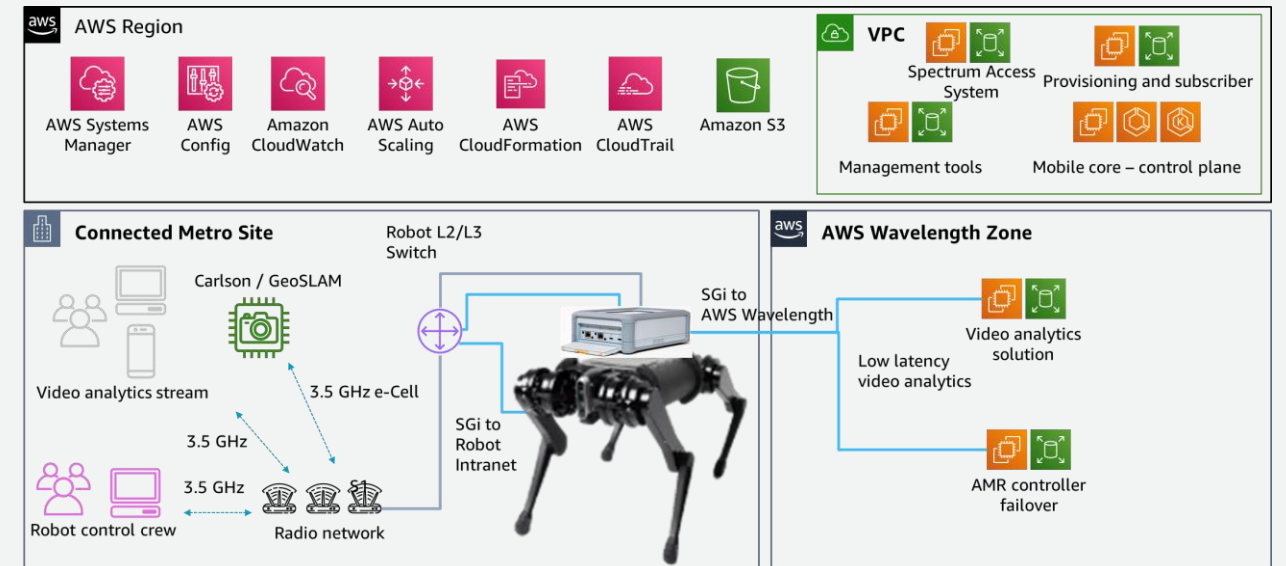 aws
AWS Region
AWS Systems
Manager
AWS
Config
Amazon
CloudWatch
AWS Auto
Scaling
AWS
CloudFormation
AWS
CloudTrail
Amazon S3
VPC
Spectrum Access
System
Provisioning and subscriber
Management tools
Mobile core – control plane
K
Connected Metro Site
Robot L2/L3
Switch
Carlson / GeoSLAM
Video analytics stream
3.5 GHz e-Cell
3.5 GHz
SGi to
Robot
Intranet
3.5 GHz
S1
Robot control crew
Radio network
SGi to
AWS Wavelength
aws
AWS Wavelength Zone
Video analytics
solution
Low latency
video analytics
AMR controller
failover